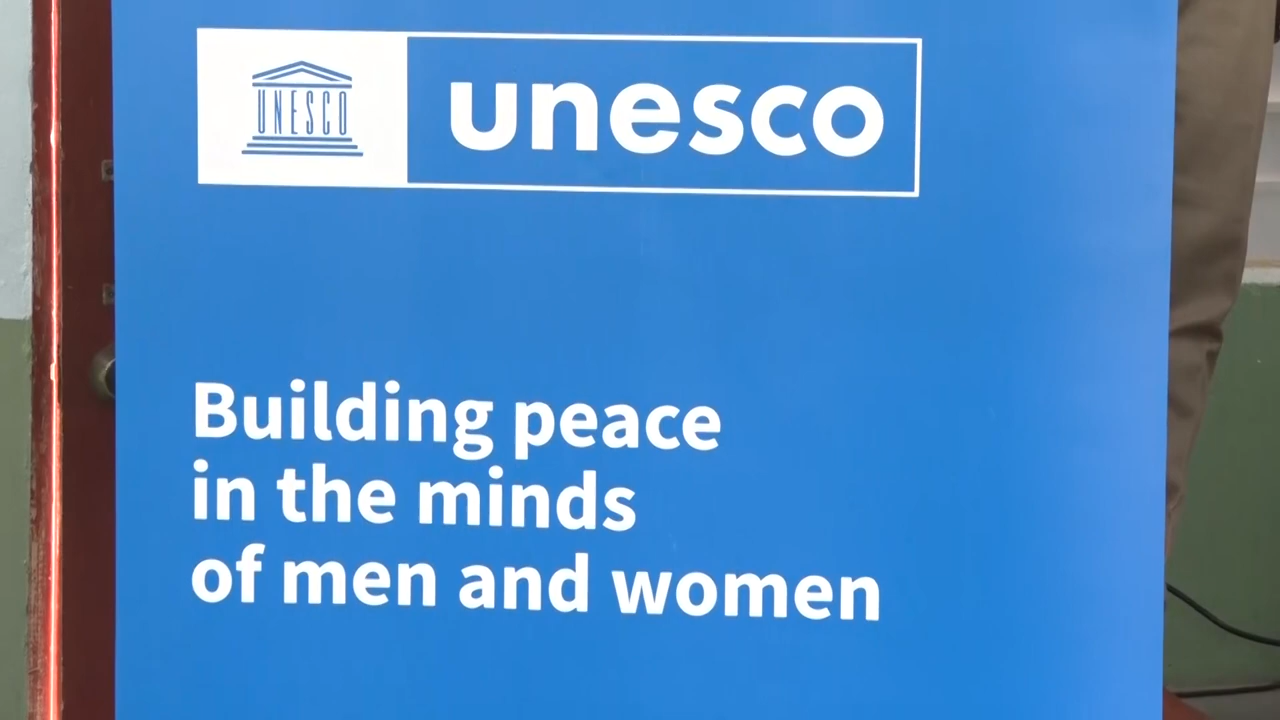 UNESCO
unesco
Building peace
in the minds
of men and women